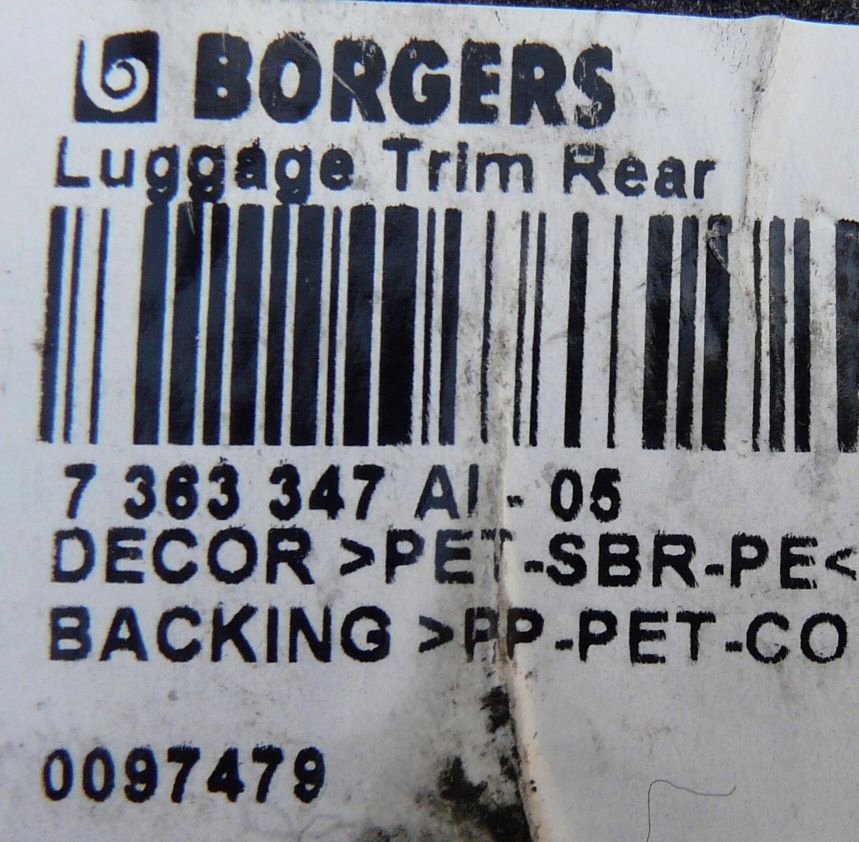 BORGERS
Luggage Trim Rear
7 363 347 AI - 05
DECOR >PET-SBR-PE<
BACKING >PP-PET-CO
0097479